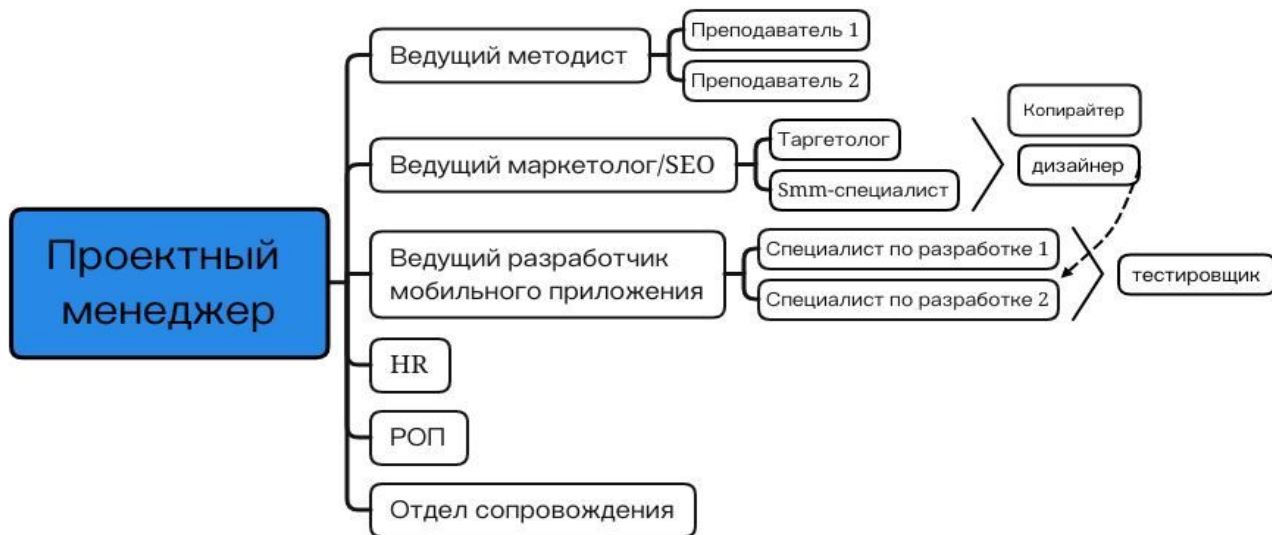 Проектный
менеджер
Ведущий методист
Преподаватель 1
Преподаватель 2
Ведущий маркетолог/SEO
Таргетолог
Smm-специалист
Копирайтер
дизайнер
Ведущий разработчик
мобильного приложения
Специалист по разработке 1
Специалист по разработке 2
тестировщик
HR
РОП
Отдел сопровождения